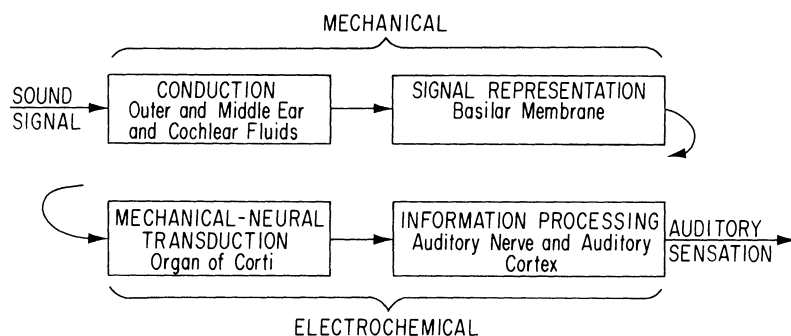 MECHANICAL
SOUND
SIGNAL
CONDUCTION
Outer and Middle Ear
and Cochlear Fluids
SIGNAL REPRESENTATION
Basilar Membrane
MECHANICAL-NEURAL
TRANSDUCTION
Organ of Corti
INFORMATION PROCESSING
Auditory Nerve and Auditory
Cortex
AUDITORY
SENSATION
ELECTROCHEMICAL